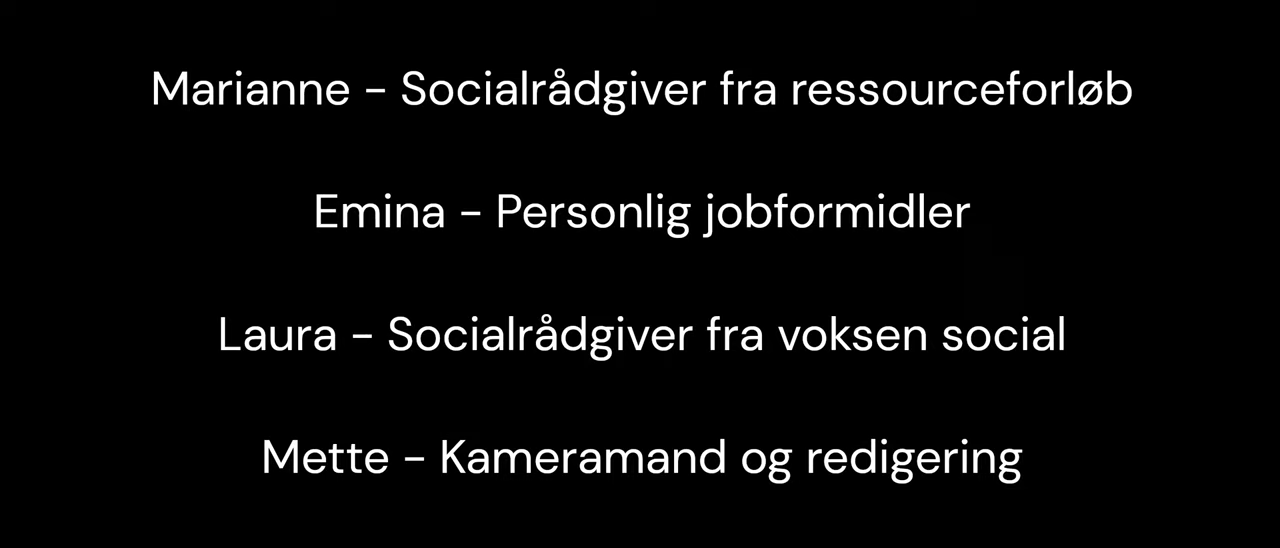 Marianne - Socialrådgiver fra ressourceforløb
Emina - Personlig jobformidler
Laura - Socialrådgiver fra voksen social
Mette - Kameramand og redigering